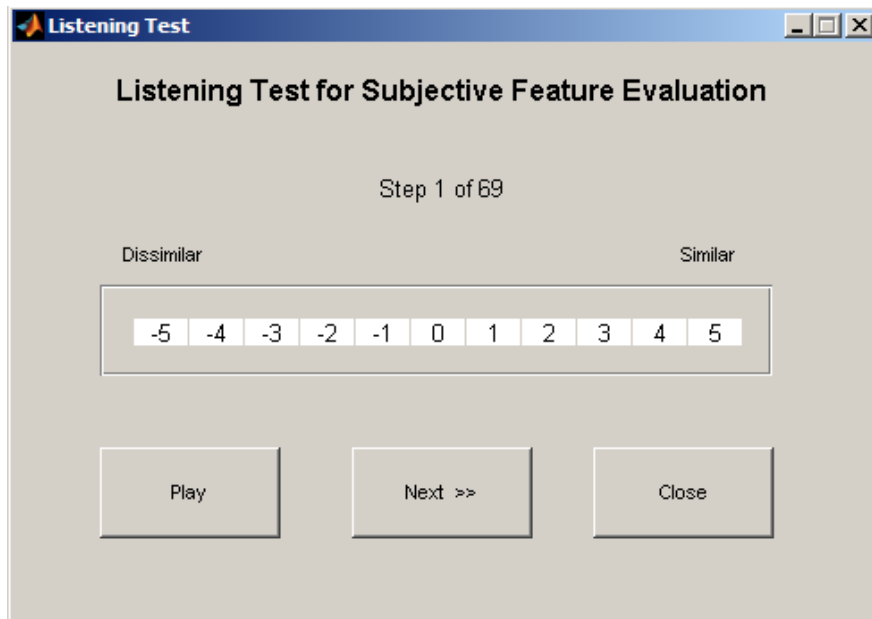 Listening Test
Listening Test for Subjective Feature Evaluation
Step 1 of 69
Dissimilar Similar
-5 -4 -3 -2 -1 0 1 2 3 4 5
Play Next >> Close